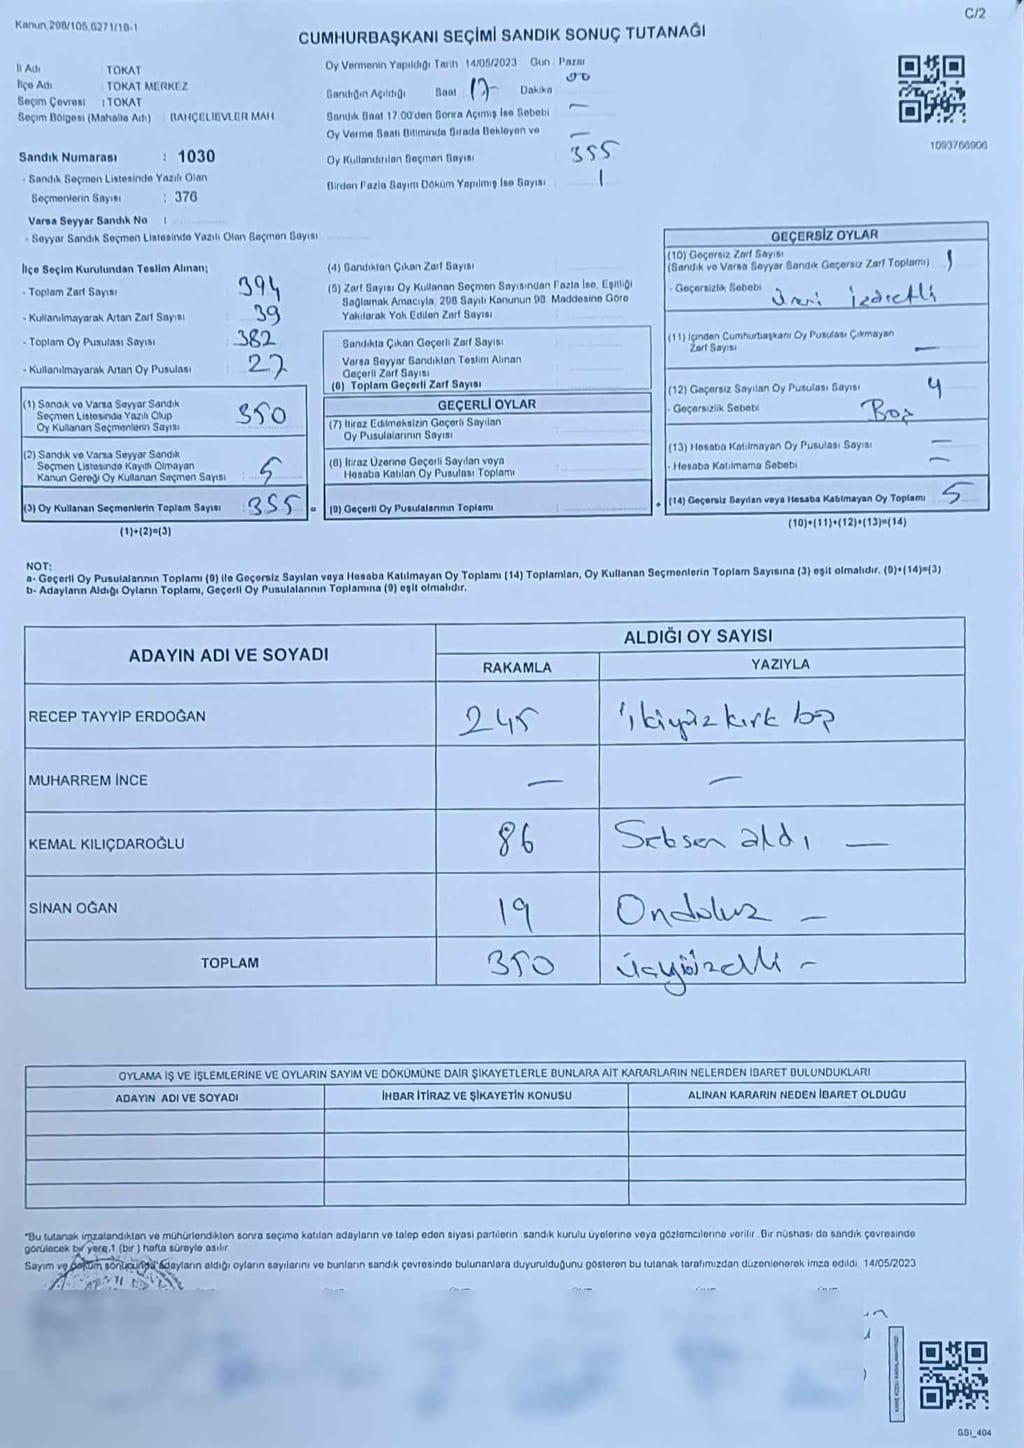 Kanun.298/105,6271/18-1
C/2
CUMHURBAŞKANI SEÇİMİ SANDIK SONUÇ TUTANAĞI
İl Adı : TOKAT
İlçe Adı TOKAT MERKEZ
Seçim Çevresi : TOKAT
Seçim Bölgesi (Mahalle Adı) : BAHÇELİEVLER MAH.
Sandık Numarası : 1030
- Sandık Seçmen Listesinde Yazılı Olan
Seçmenlerin Sayısı : 376
Varsa Seyyar Sandık No :
- Seyyar Sandık Seçmen Listesinde Yazılı Olan Seçmen Sayısı
Oy Vermenin Yapıldığı Tarih 14/05/2023 Gün : Pazar
Sandığın Açıldığı Saat 17 Dakika 00
Sandık Saat 17:00'den Sonra Açımış İse Sebebi —
Oy Verme Saati Bitiminde Sırada Bekleyen ve —
Oy Kullandırılan Seçmen Sayısı 355
Birden Fazla Sayım Döküm Yapılmış İse Sayısı 1
1093766906
İlçe Seçim Kurulundan Teslim Alınan;
- Toplam Zarf Sayısı 394
- Kullanılmayarak Artan Zarf Sayısı 39
- Toplam Oy Pusulası Sayısı : 382
- Kullanılmayarak Artan Oy Pusulası : 27
(1) Sandık ve Varsa Seyyar Sandık
Seçmen Listesinde Yazılı Olup
Oy Kullanan Seçmenlerin Sayısı 350
(2) Sandık ve Varsa Seyyar Sandık
Seçmen Listesinde Kayıtlı Olmayan
Kanun Gereği Oy Kullanan Seçmen Sayısı : 5
(3) Oy Kullanan Seçmenlerin Toplam Sayısı : 355 =
(1)+(2)=(3)
(4) Sandıktan Çıkan Zarf Sayısı
(5) Zarf Sayısı Oy Kullanan Seçmen Sayısından Fazla İse, Eşitliği
Sağlamak Amacıyla, 298 Sayılı Kanunun 98. Maddesine Göre
Yakılarak Yok Edilen Zarf Sayısı
Sandıkta Çıkan Geçerli Zarf Sayısı
Varsa Seyyar Sandıktan Teslim Alınan
Geçerli Zarf Sayısı
(6) Toplam Geçerli Zarf Sayısı
GEÇERLİ OYLAR
(7) İtiraz Edilmeksizin Geçerli Sayılan
Oy Pusulalarının Sayısı
(8) İtiraz Üzerine Geçerli Sayılan veya
Hesaba Katılan Oy Pusulası Toplamı
(9) Geçerli Oy Pusulalarının Toplamı +
GEÇERSİZ OYLAR
(10) Geçersiz Zarf Sayısı
(Sandık ve Varsa Seyyar Sandık Geçersiz Zarf Toplamı) 1
- Geçersizlik Sebebi
(11) İçinden Cumhurbaşkanı Oy Pusulası Çıkmayan
Zarf Sayısı —
(12) Geçersiz Sayılan Oy Pusulası Sayısı 4
- Geçersizlik Sebebi Boş
(13) Hesaba Katılmayan Oy Pusulası Sayısı —
- Hesaba Katılmama Sebebi —
(14) Geçersiz Sayılan veya Hesaba Katılmayan Oy Toplamı 5
(10)+(11)+(12)+(13)=(14)
NOT:
a- Geçerli Oy Pusulalarının Toplamı (9) ile Geçersiz Sayılan veya Hesaba Katılmayan Oy Toplamı (14) Toplamları, Oy Kullanan Seçmenlerin Toplam Sayısına (3) eşit olmalıdır. (9)+(14)=(3)
b- Adayların Aldığı Oyların Toplamı, Geçerli Oy Pusulalarının Toplamına (9) eşit olmalıdır.
ADAYIN ADI VE SOYADI
ALDIĞI OY SAYISI
RAKAMLA YAZIYLA
RECEP TAYYİP ERDOĞAN 245 ikiyüzkırk beş
MUHARREM İNCE — —
KEMAL KILIÇDAROĞLU 86 Seksen altı —
SİNAN OĞAN 19 Ondokuz —
TOPLAM 350 üçyüzelli —
OYLAMA İŞ VE İŞLEMLERİNE VE OYLARIN SAYIM VE DÖKÜMÜNE DAİR ŞİKAYETLERLE BUNLARA AİT KARARLARIN NELERDEN İBARET BULUNDUKLARI
ADAYIN ADI VE SOYADI İHBAR İTİRAZ VE ŞİKAYETİN KONUSU ALINAN KARARIN NEDEN İBARET OLDUĞU
*Bu tutanak imzalandıktan ve mühürlendikten sonra seçime katılan adayların ve talep eden siyasi partilerin sandık kurulu üyelerine veya gözlemcilerine verilir. Bir nüshası da sandık çevresinde
görülecek bir yere 1 (bir ) hafta süreyle asılır.
Sayım ve döküm sonucunda adayların aldığı oyların sayılarını ve bunların sandık çevresinde bulunanlara duyurulduğunu gösteren bu tutanak tarafımızdan düzenlenerek imza edildi. 14/05/2023
GSI_404